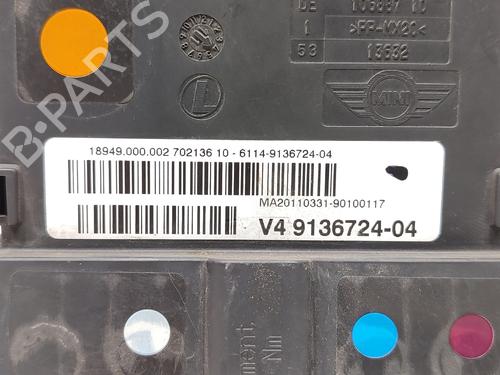 DE
1 >PP-MX20<
53 13632
MINI
L
B-PARTS
18949.000.002 702136 10 - 6114-9136724-04
MA20110331-90100117
V4 9136724-04
Nm